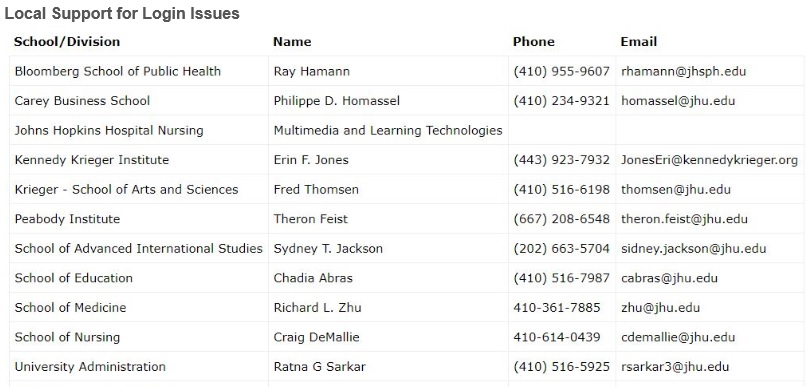 Local Support for Login Issues
School/Division Name Phone Email
Bloomberg School of Public Health Ray Hamann (410) 955-9607 rhamann@jhsph.edu
Carey Business School Philippe D. Homassel (410) 234-9321 homassel@jhu.edu
Johns Hopkins Hospital Nursing Multimedia and Learning Technologies
Kennedy Krieger Institute Erin F. Jones (443) 923-7932 JonesEri@kennedykrieger.org
Krieger - School of Arts and Sciences Fred Thomsen (410) 516-6198 thomsen@jhu.edu
Peabody Institute Theron Feist (667) 208-6548 theron.feist@jhu.edu
School of Advanced International Studies Sydney T. Jackson (202) 663-5704 sidney.jackson@jhu.edu
School of Education Chadia Abras (410) 516-7987 cabras@jhu.edu
School of Medicine Richard L. Zhu 410-361-7885 zhu@jhu.edu
School of Nursing Craig DeMallie 410-614-0439 cdemallie@jhu.edu
University Administration Ratna G Sarkar (410) 516-5925 rsarkar3@jhu.edu